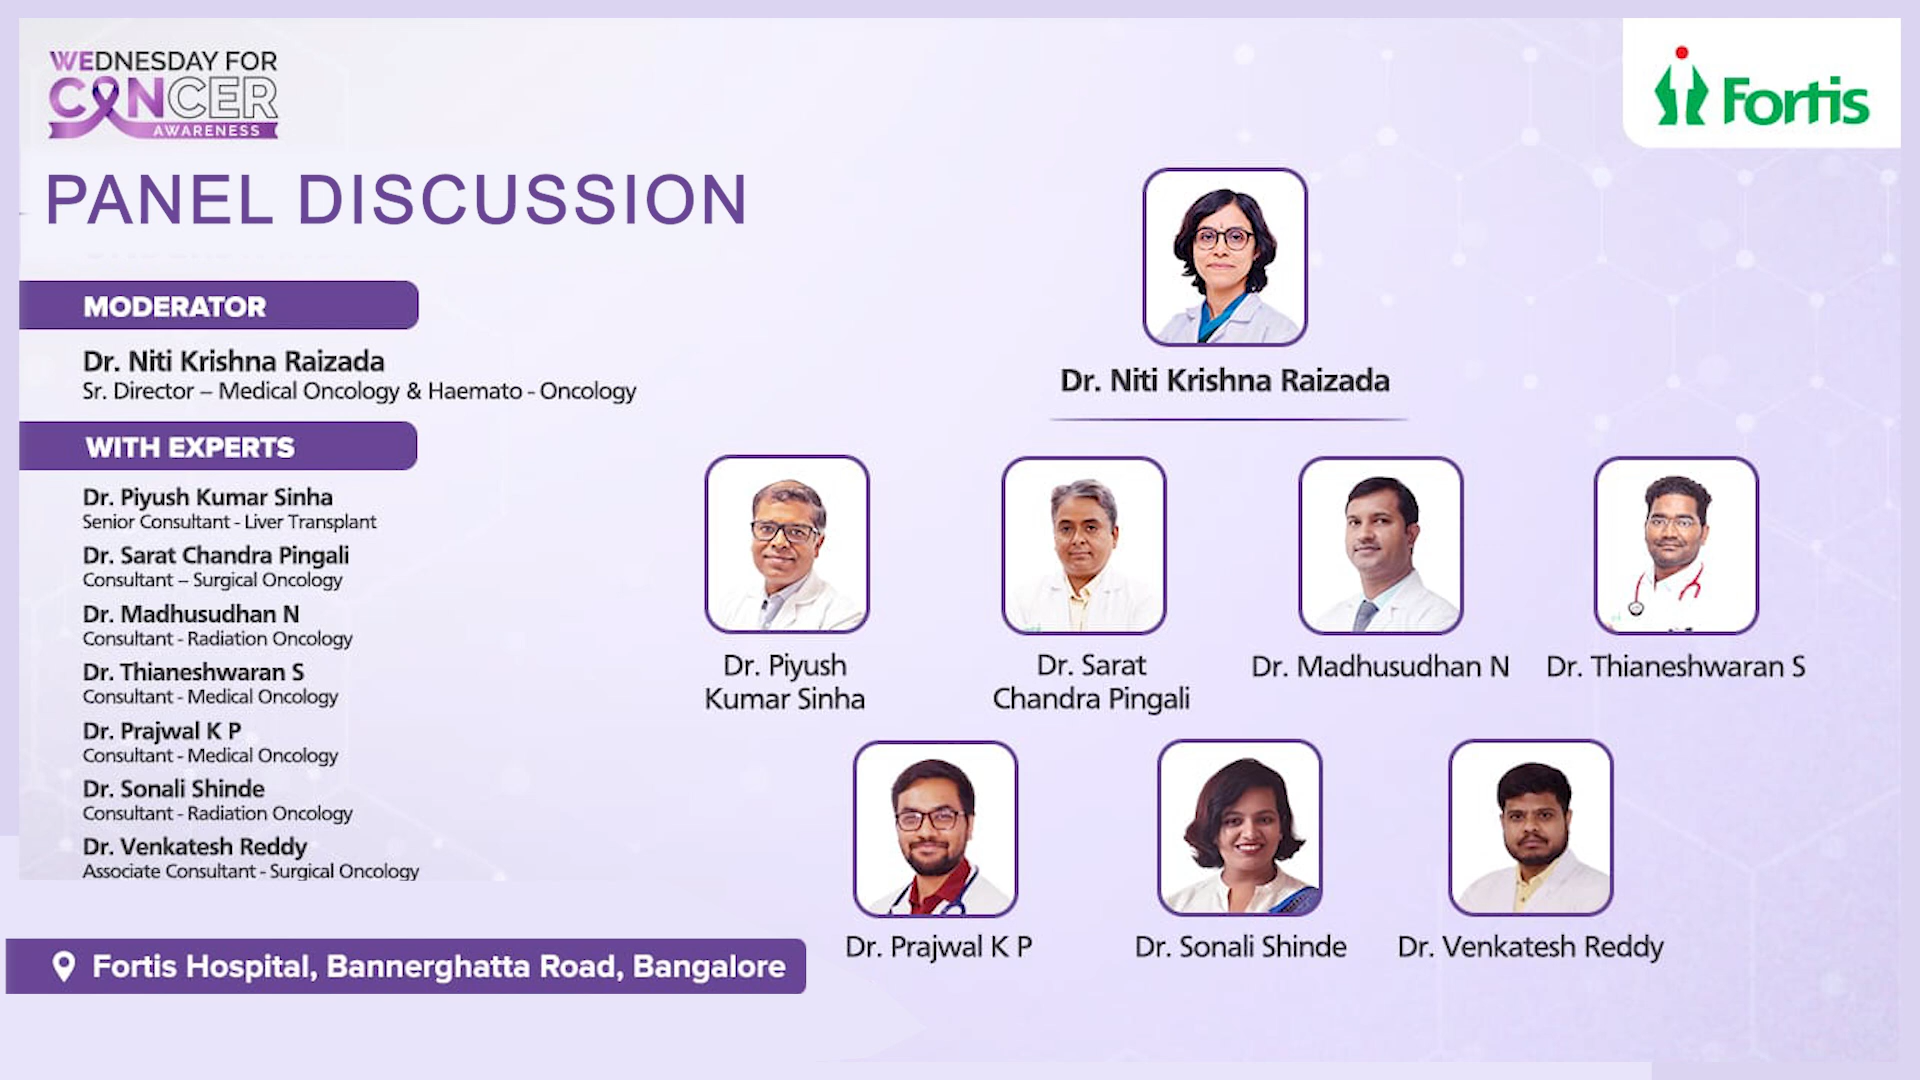 WEDNESDAY FOR
CANCER
AWARENESS
Fortis
PANEL DISCUSSION
MODERATOR
Dr. Niti Krishna Raizada
Sr. Director – Medical Oncology & Haemato - Oncology
WITH EXPERTS
Dr. Piyush Kumar Sinha
Senior Consultant - Liver Transplant
Dr. Sarat Chandra Pingali
Consultant – Surgical Oncology
Dr. Madhusudhan N
Consultant - Radiation Oncology
Dr. Thianeshwaran S
Consultant - Medical Oncology
Dr. Prajwal K P
Consultant - Medical Oncology
Dr. Sonali Shinde
Consultant - Radiation Oncology
Dr. Venkatesh Reddy
Associate Consultant - Surgical Oncology
Fortis Hospital, Bannerghatta Road, Bangalore
Dr. Niti Krishna Raizada
Dr. Piyush
Kumar Sinha
Dr. Sarat
Chandra Pingali
Dr. Madhusudhan N
Dr. Thianeshwaran S
Dr. Prajwal K P
Dr. Sonali Shinde
Dr. Venkatesh Reddy